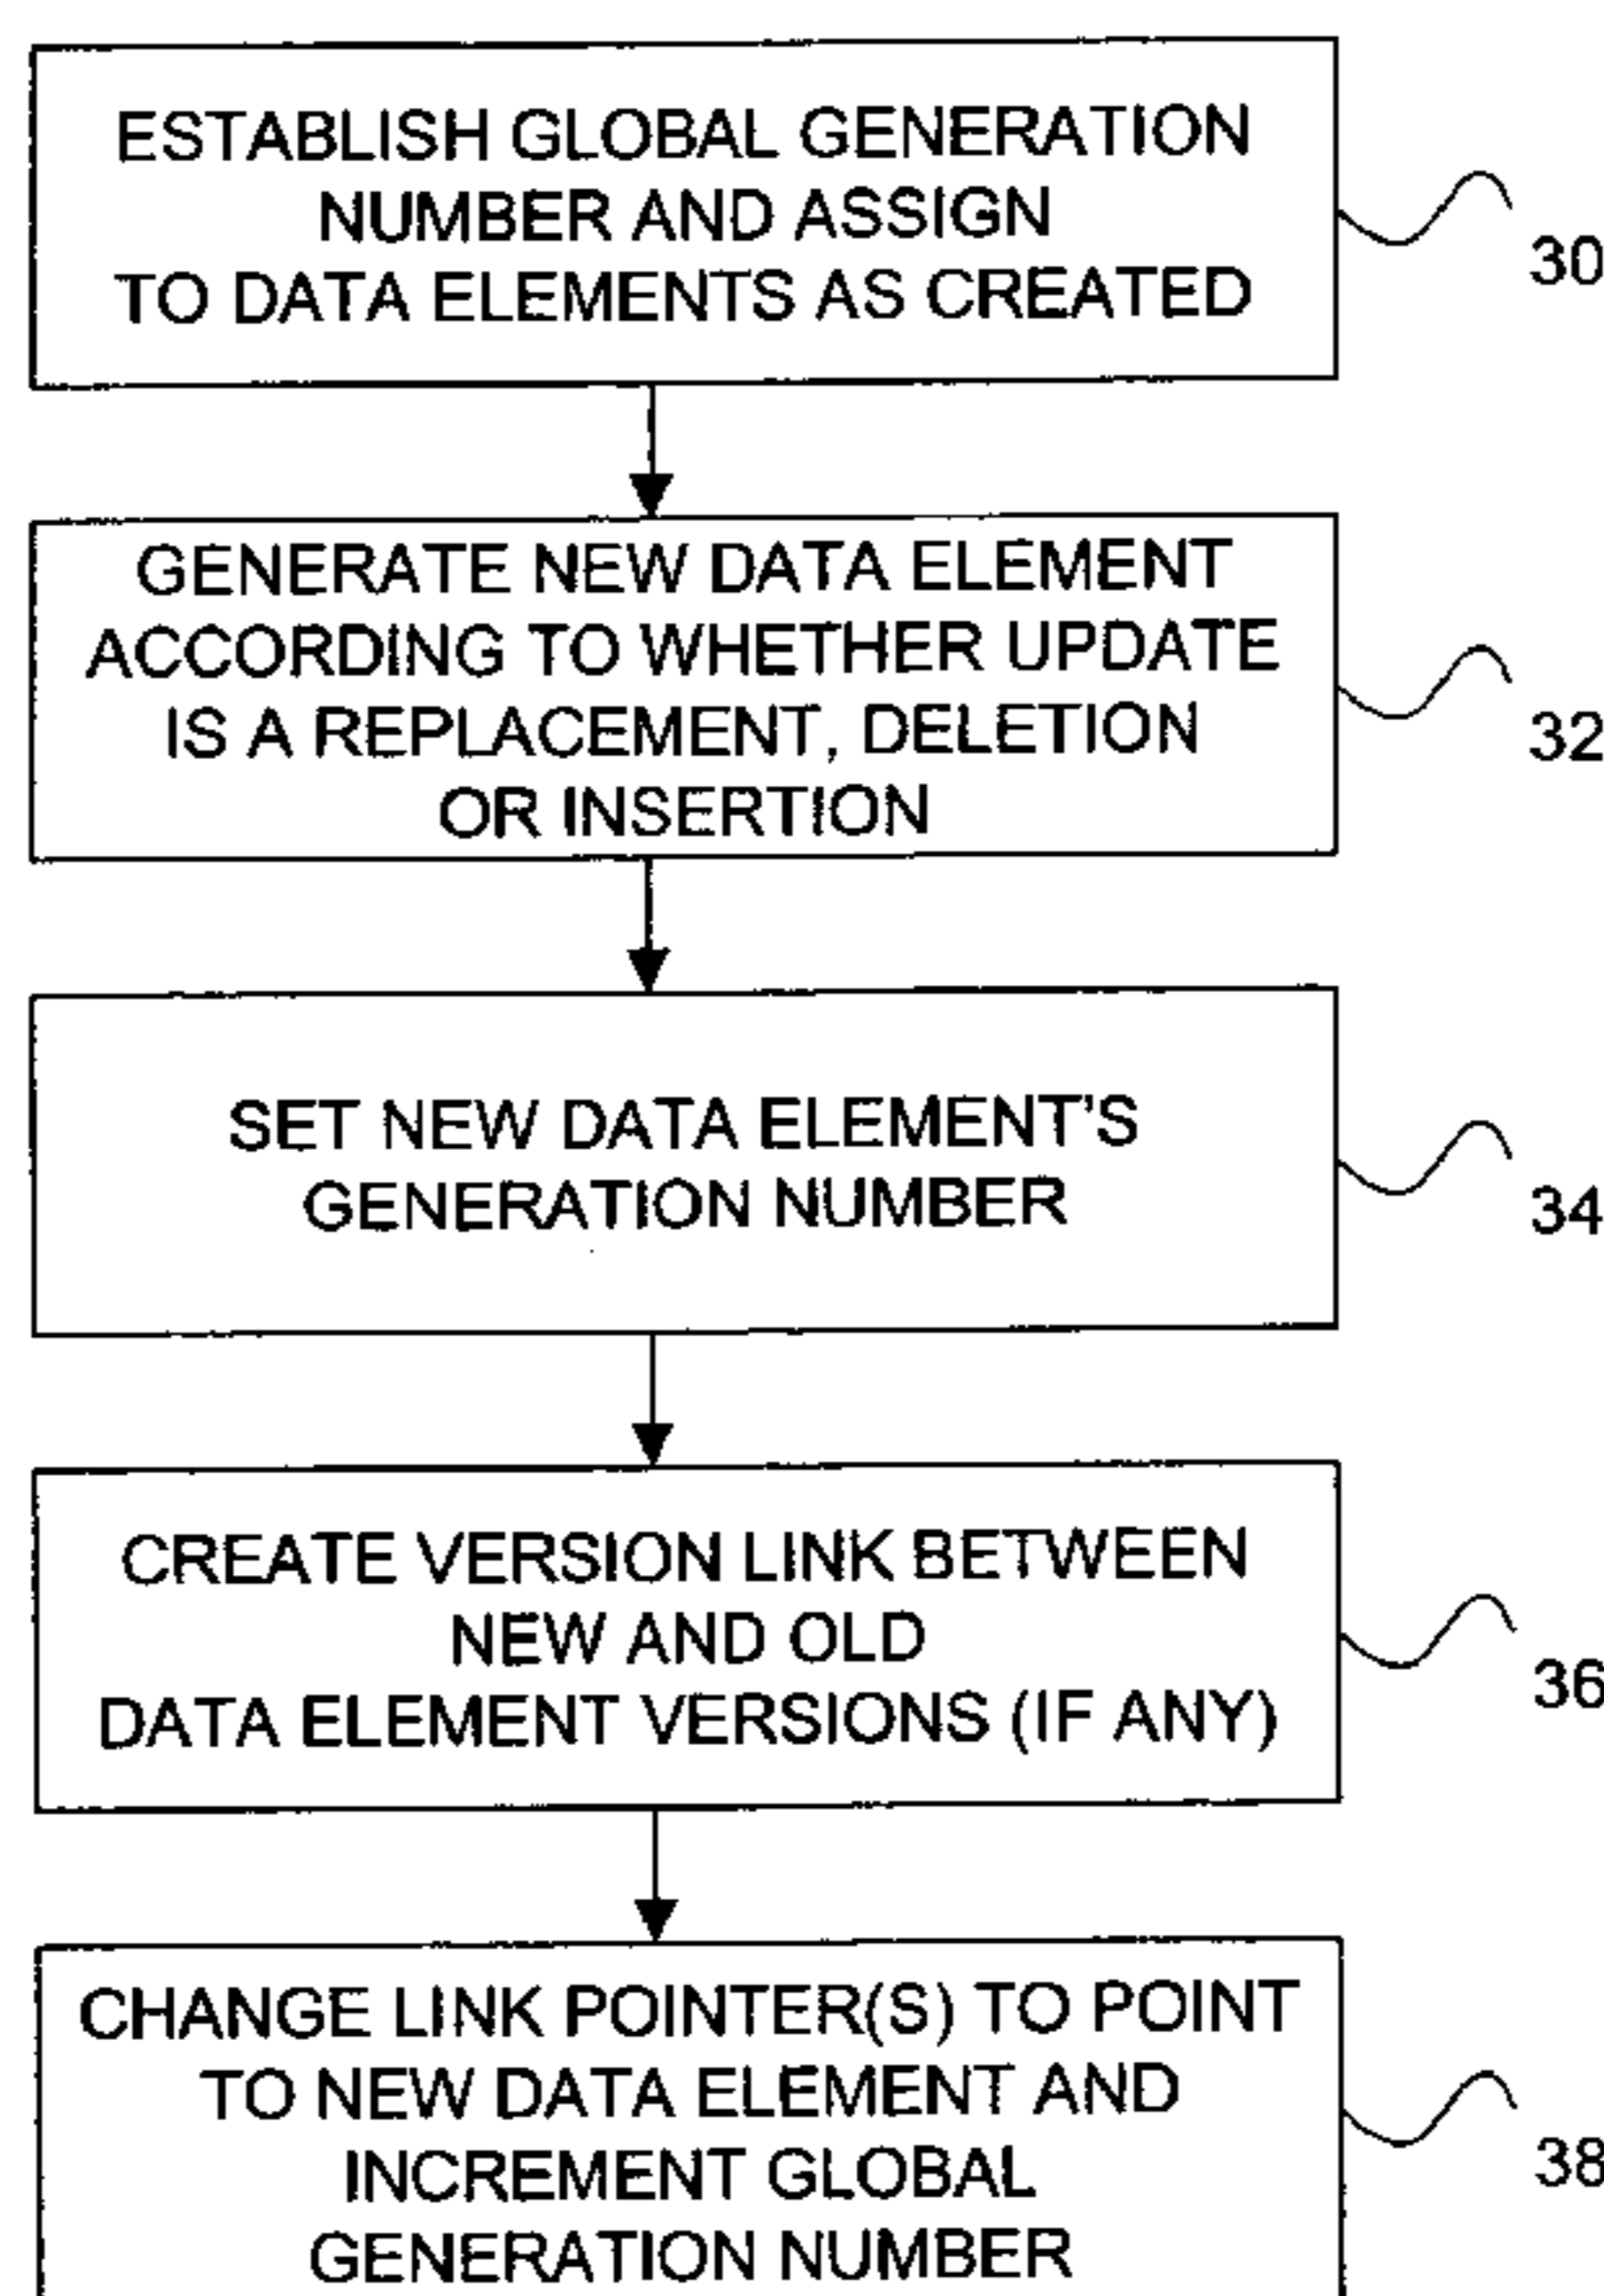 ESTABLISH GLOBAL GENERATION
NUMBER AND ASSIGN
TO DATA ELEMENTS AS CREATED
30
GENERATE NEW DATA ELEMENT
ACCORDING TO WHETHER UPDATE
IS A REPLACEMENT, DELETION
OR INSERTION
32
SET NEW DATA ELEMENT'S
GENERATION NUMBER
34
CREATE VERSION LINK BETWEEN
NEW AND OLD
DATA ELEMENT VERSIONS (IF ANY)
36
CHANGE LINK POINTER(S) TO POINT
TO NEW DATA ELEMENT AND
INCREMENT GLOBAL
GENERATION NUMBER
38